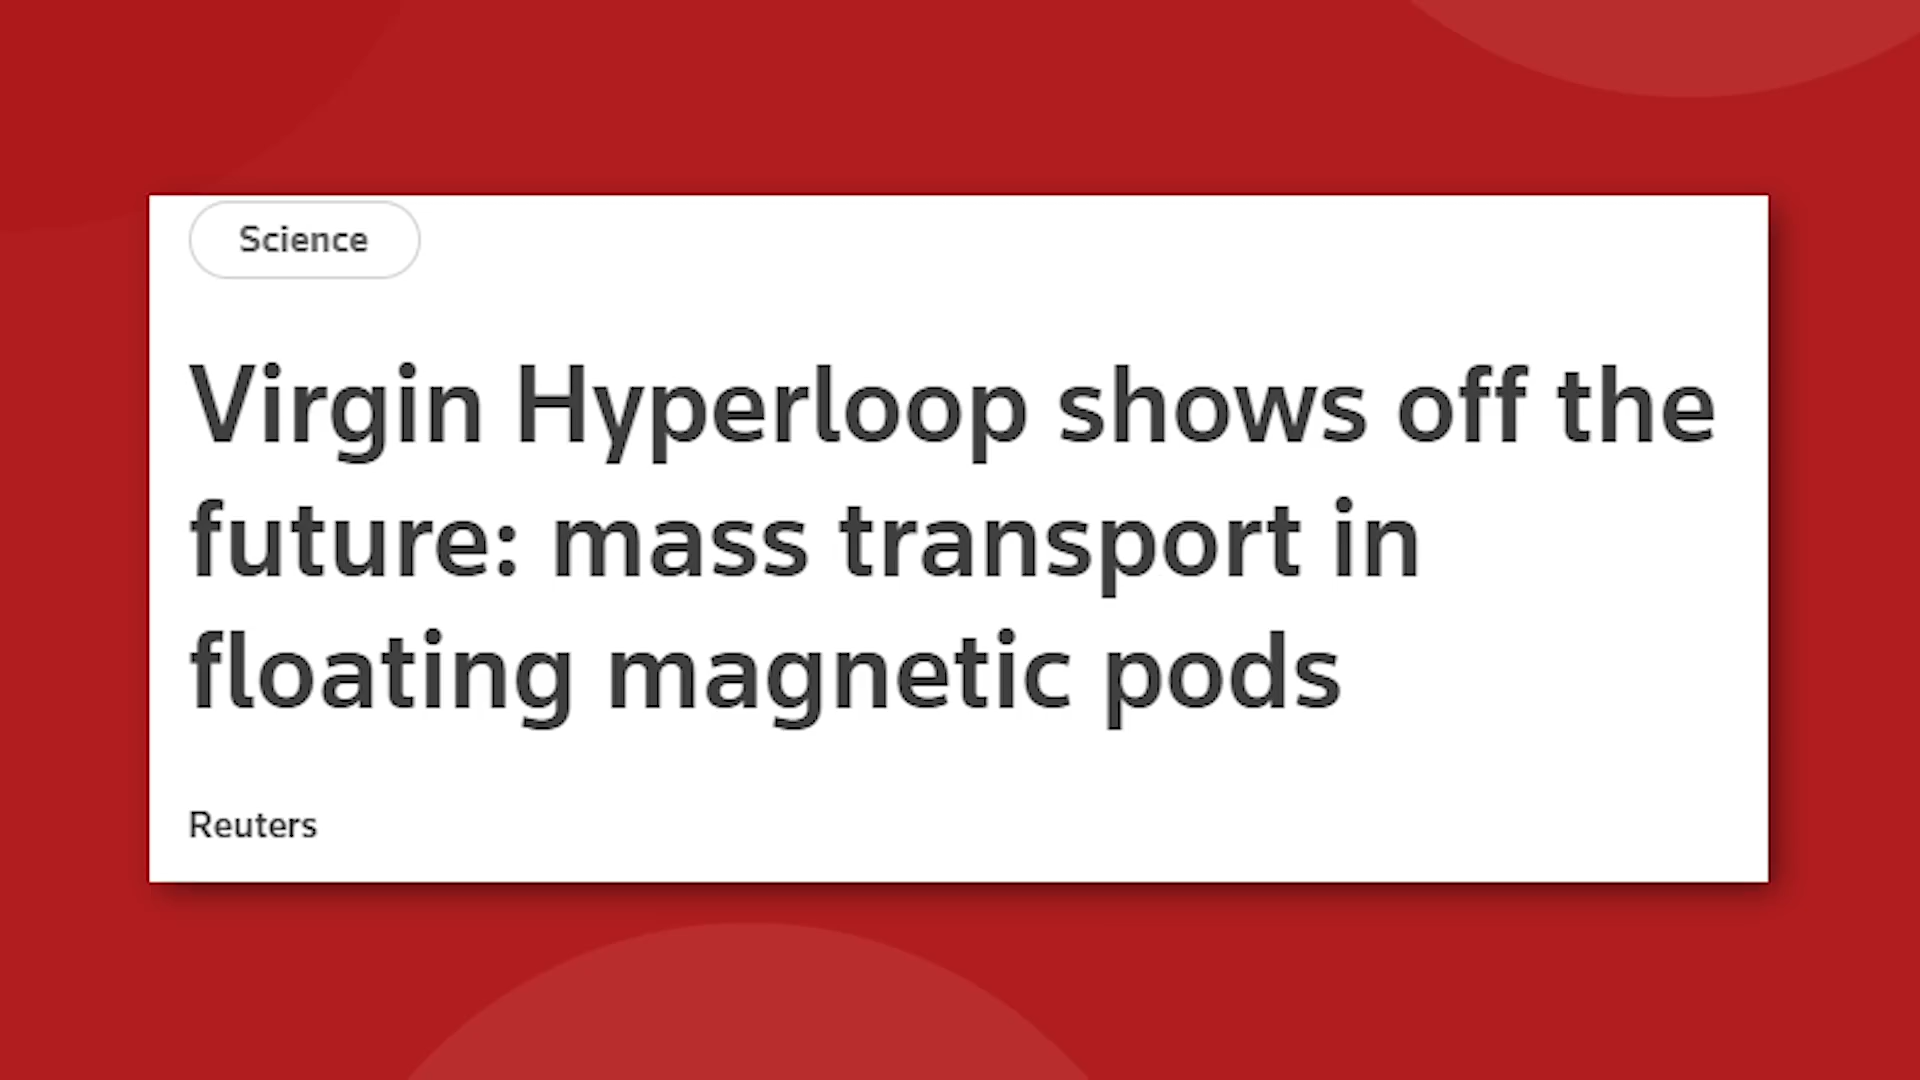 Science
Virgin Hyperloop shows off the
future: mass transport in
floating magnetic pods
Reuters